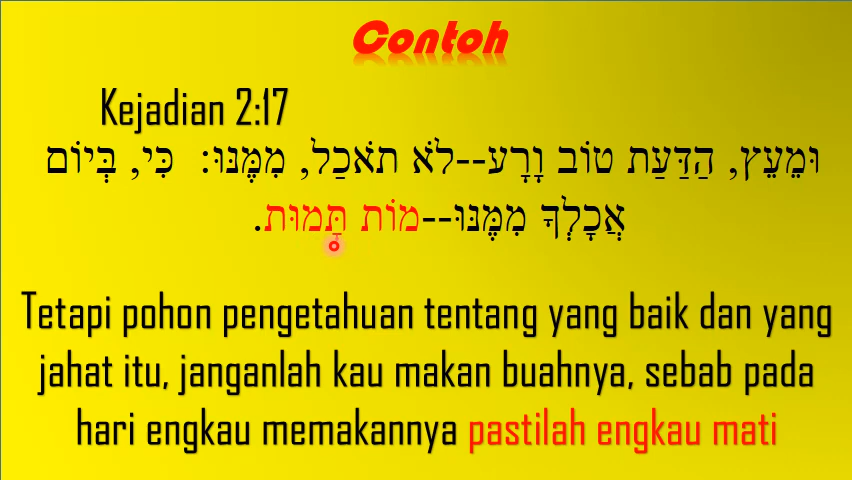 Contoh
Kejadian 2:17
וּמֵעֵץ, הַדַּעַת טוֹב וָרָע--לֹא תֹאכַל, מִמֶּנּוּ: כִּי, בְּיוֹם
אֲכָלְךָ מִמֶּנּוּ--מוֹת תָּמוּת.
Tetapi pohon pengetahuan tentang yang baik dan yang
jahat itu, janganlah kau makan buahnya, sebab pada
hari engkau memakannya pastilah engkau mati